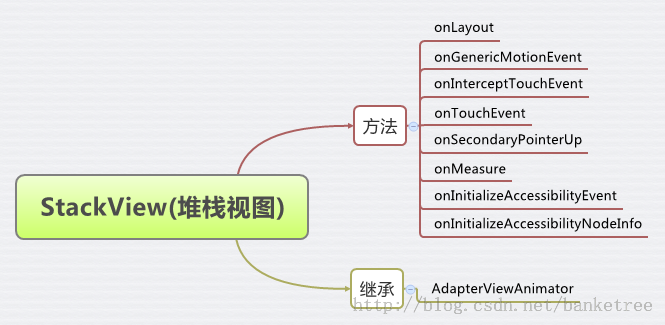 onLayout
onGenericMotionEvent
onInterceptTouchEvent
方法
onTouchEvent
onSecondaryPointerUp
onMeasure
StackView(堆栈视图)
onInitializeAccessibilityEvent
onInitializeAccessibilityNodeInfo
继承
AdapterViewAnimator
http://blog.csdn.net/banketree